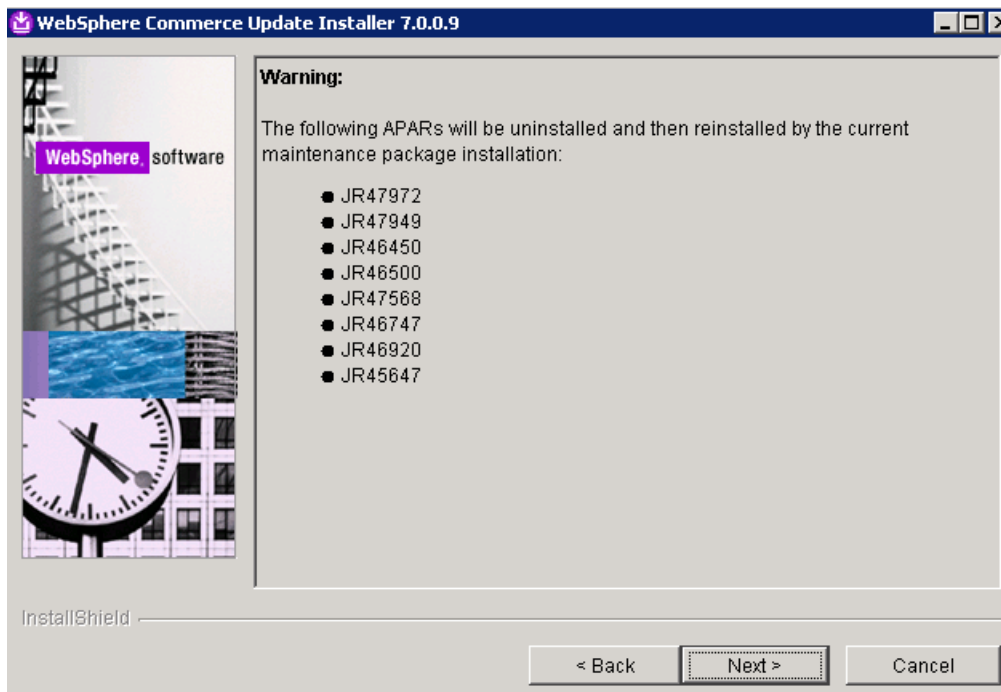 WebSphere Commerce Update Installer 7.0.0.9
WebSphere. software
Warning:
The following APARs will be uninstalled and then reinstalled by the current
maintenance package installation:
JR47972
JR47949
JR46450
JR46500
JR47568
JR46747
JR46920
JR45647
InstallShield
< Back
Next >
Cancel